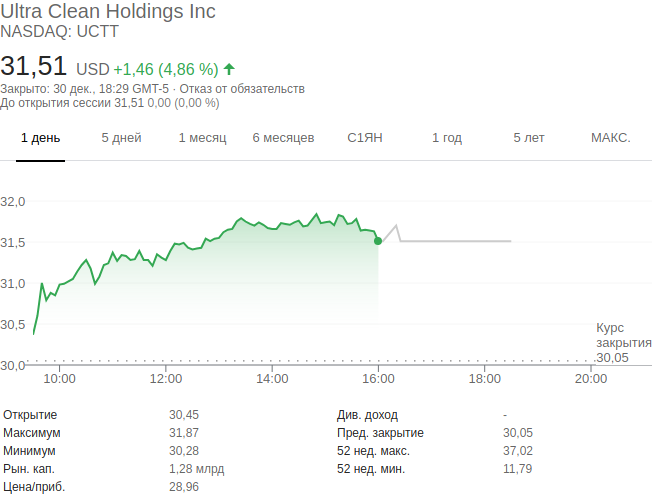 Ultra Clean Holdings Inc
NASDAQ: UCTT
31,51 USD +1,46 (4,86 %)
Закрыто: 30 дек., 18:29 GMT-5 · Отказ от обязательств
До открытия сессии 31,51 0,00 (0,00 %)
1 день 5 дней 1 месяц 6 месяцев С1ЯН 1 год 5 лет МАКС.
32,0
31,5
31,0
30,5
30,0
Курс
закрытия
30,05
10:00 12:00 14:00 16:00 18:00 20:00
Открытие 30,45 Див. доход -
Максимум 31,87 Пред. закрытие 30,05
Минимум 30,28 52 нед. макс. 37,02
Рын. кап. 1,28 млрд 52 нед. мин. 11,79
Цена/приб. 28,96